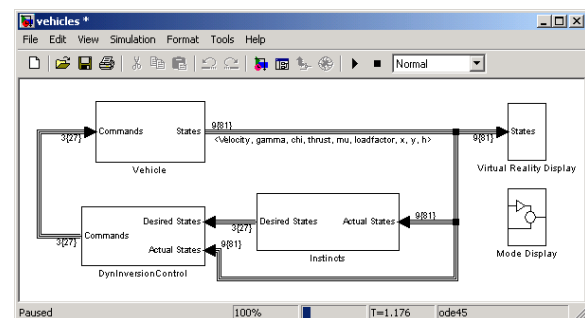 vehicles *
File Edit View Simulation Format Tools Help
Normal
Commands States
9{81}
3{27}
<Velocity, gamma, chi, thrust, mu, loadfactor, x, y, h>
Vehicle
9{81}
States
Virtual Reality Display
Desired States
Commands
Actual States
3{27}
DynInversionControl
3{27}
9{81}
Desired States Actual States
9{81}
Instincts
Mode Display
Paused 100% T=1.176 ode45